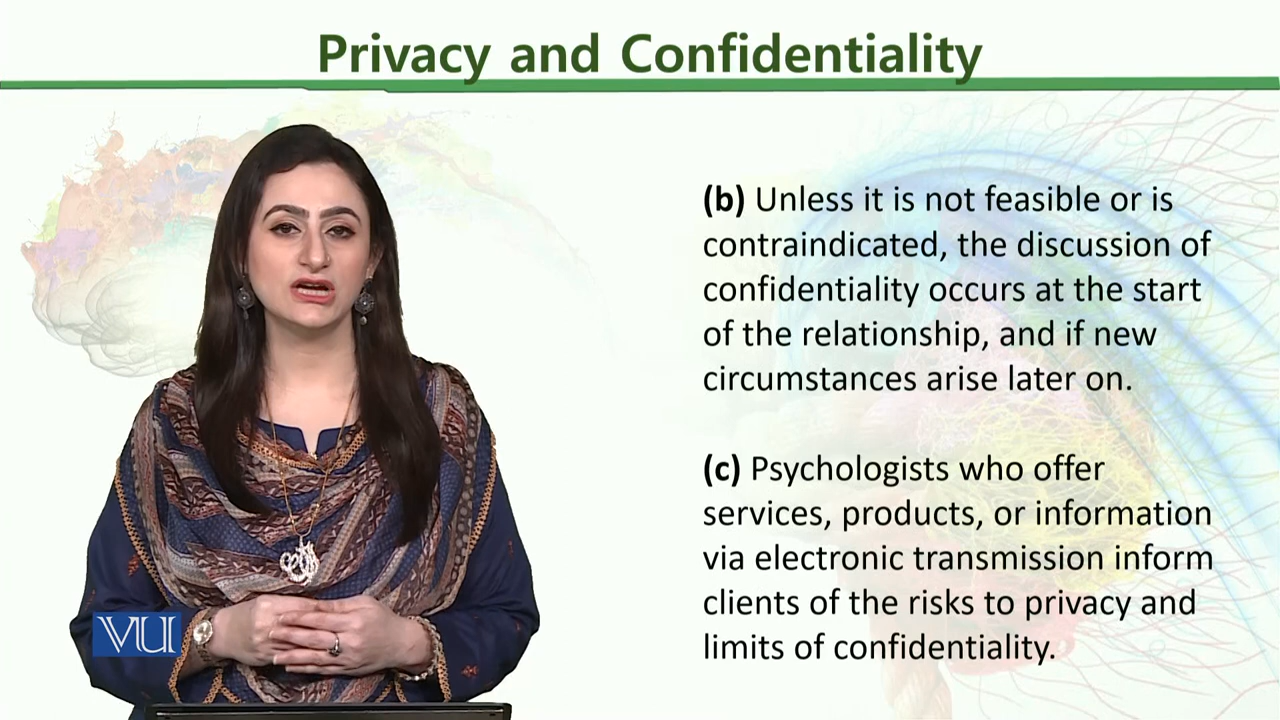 Privacy and Confidentiality
(b) Unless it is not feasible or is
contraindicated, the discussion of
confidentiality occurs at the start
of the relationship, and if new
circumstances arise later on.
(c) Psychologists who offer
services, products, or information
via electronic transmission inform
clients of the risks to privacy and
limits of confidentiality.
VU